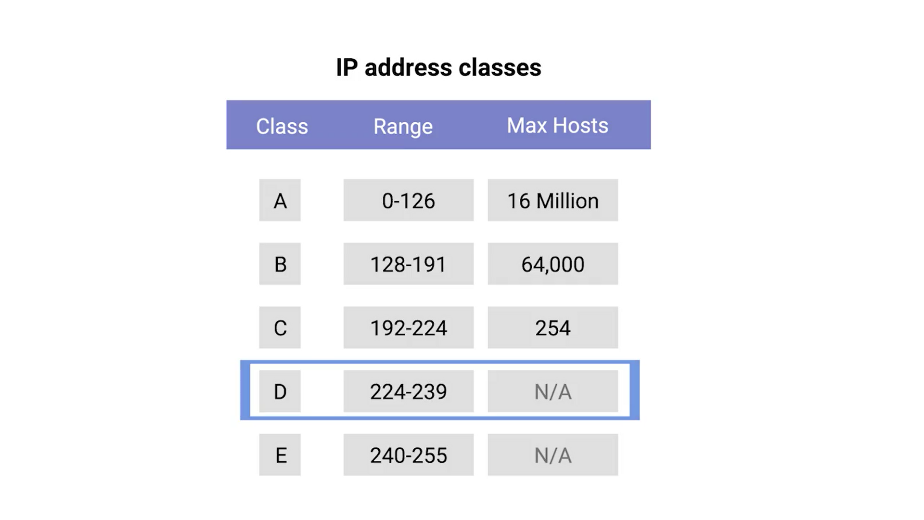 IP address classes
Class Range Max Hosts
A 0-126 16 Million
B 128-191 64,000
C 192-224 254
D 224-239 N/A
E 240-255 N/A